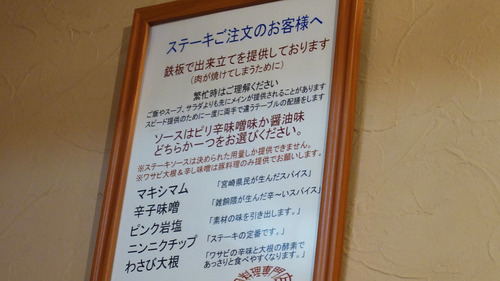 ステーキご注文のお客様へ
鉄板で出来立てを提供しております
(肉が焼けてしまうために)
繁忙時はご理解ください
ご飯やスープ、サラダよりも先にメインが提供されることがあります
スピード提供のために一度に両手で違うテーブルの配膳をします
ソースはピリ辛味噌味か醤油味
どちらか一つをお選びください。
※ステーキソースは決められた用量しか提供できません。
※ワサビ大根&辛し味噌は豚料理のみ提供でお願いします。
マキシマム 「宮崎県民が生んだスパイス」
辛子味噌 「雑餉隈が生んだ辛~いスパイス」
ピンク岩塩 「素材の味を引き出します。」
ニンニクチップ 「ステーキの定番です。」
わさび大根 「ワサビの辛味と大根の酵素で
あっさりと食べやすくなります。」
料理専門店